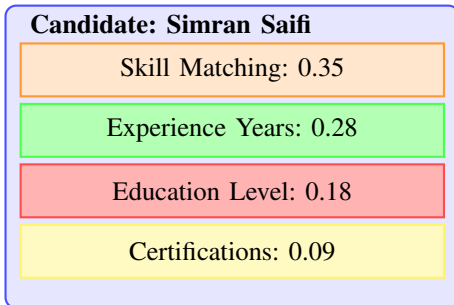 Candidate: Simran Saifi
Skill Matching: 0.35
Experience Years: 0.28
Education Level: 0.18
Certifications: 0.09